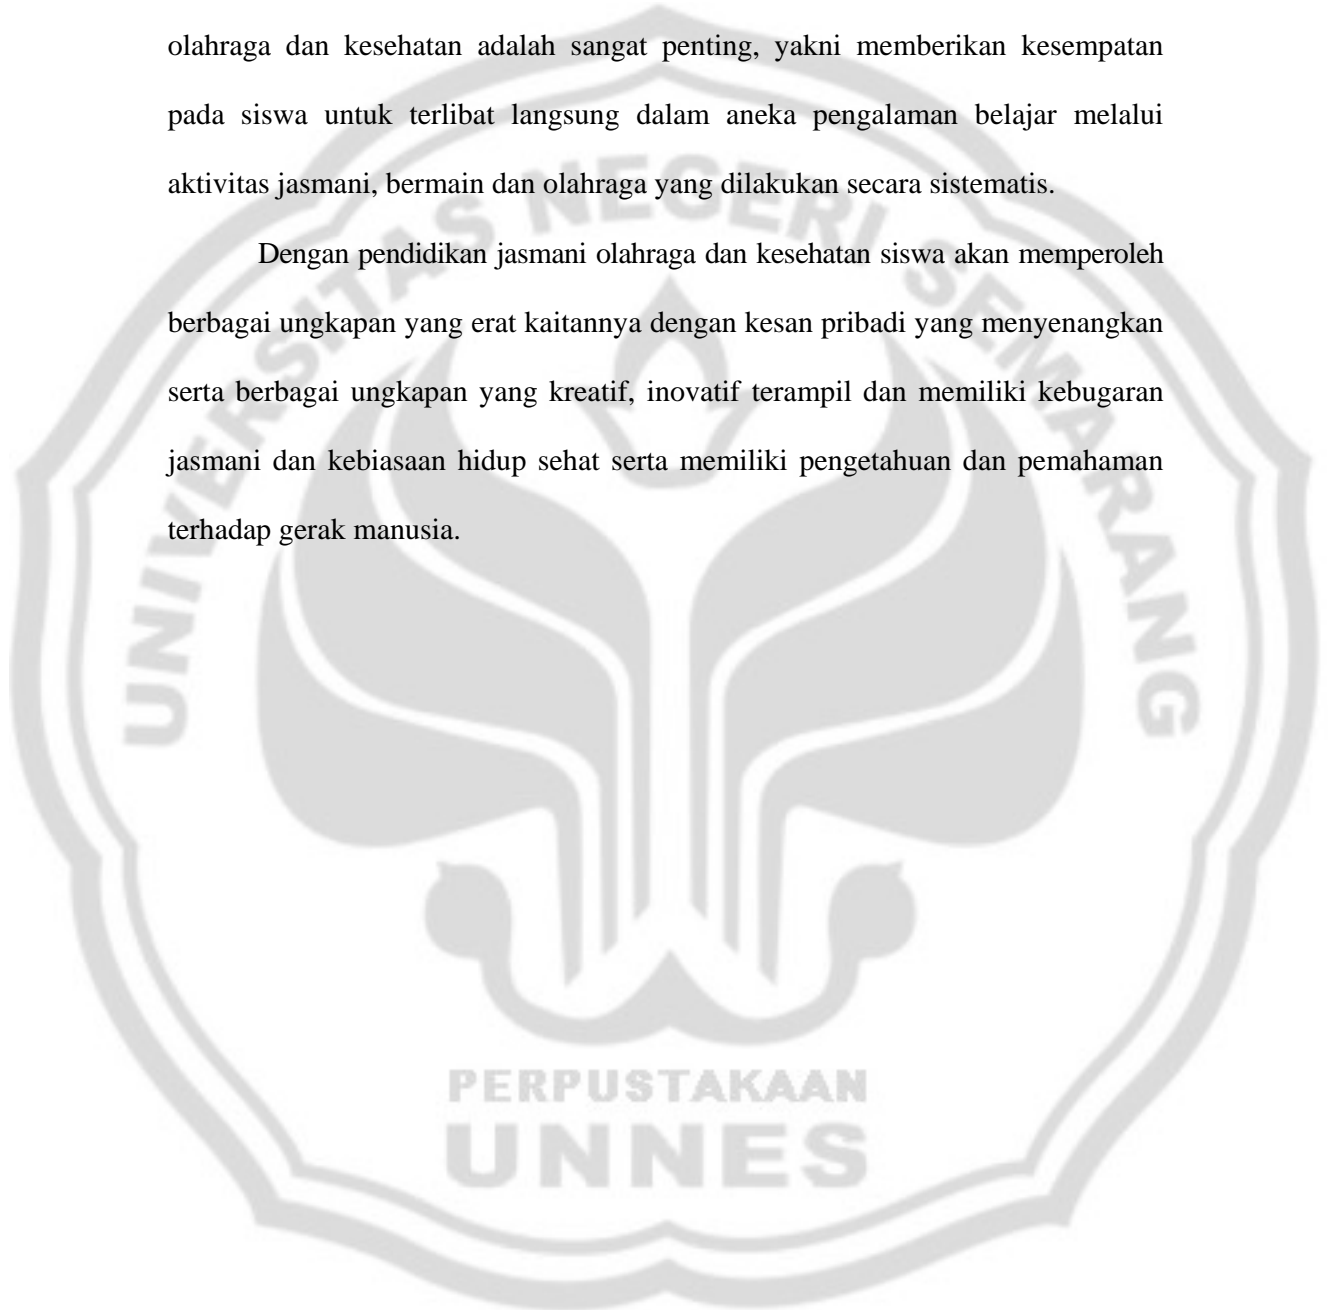 olahraga dan kesehatan adalah sangat penting, yakni memberikan kesempatan
pada siswa untuk terlibat langsung dalam aneka pengalaman belajar melalui
aktivitas jasmani, bermain dan olahraga yang dilakukan secara sistematis.
Dengan pendidikan jasmani olahraga dan kesehatan siswa akan memperoleh
berbagai ungkapan yang erat kaitannya dengan kesan pribadi yang menyenangkan
serta berbagai ungkapan yang kreatif, inovatif terampil dan memiliki kebugaran
jasmani dan kebiasaan hidup sehat serta memiliki pengetahuan dan pemahaman
terhadap gerak manusia.
UNIVERSITAS NEGERI SEMARANG
PERPUSTAKAAN
UNNES